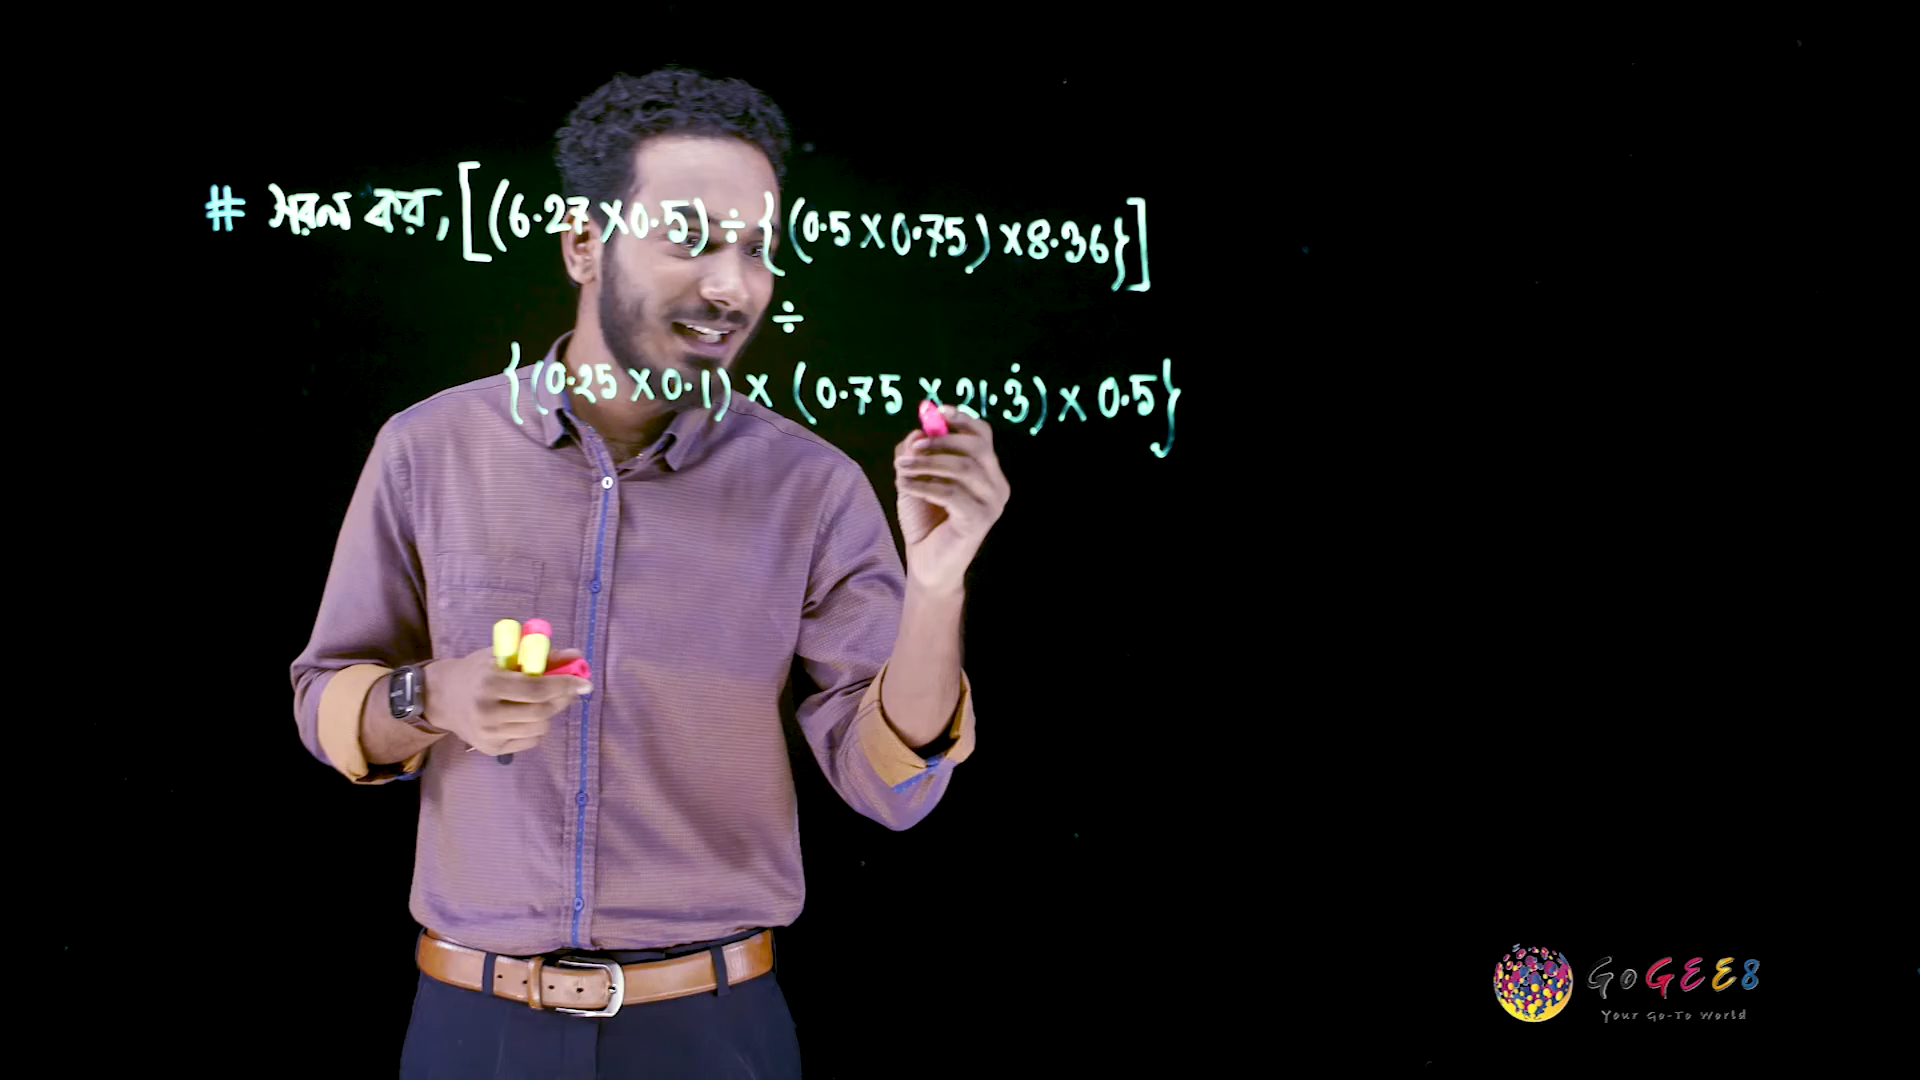 # সরল কর, [(6.27 X 0.5) ÷ {(0.5 X 0.75) X 8.36}]
÷
{(0.25 X 0.1) X (0.75 X 21.3̇) X 0.5}
GoGEE8
Your Go-To World